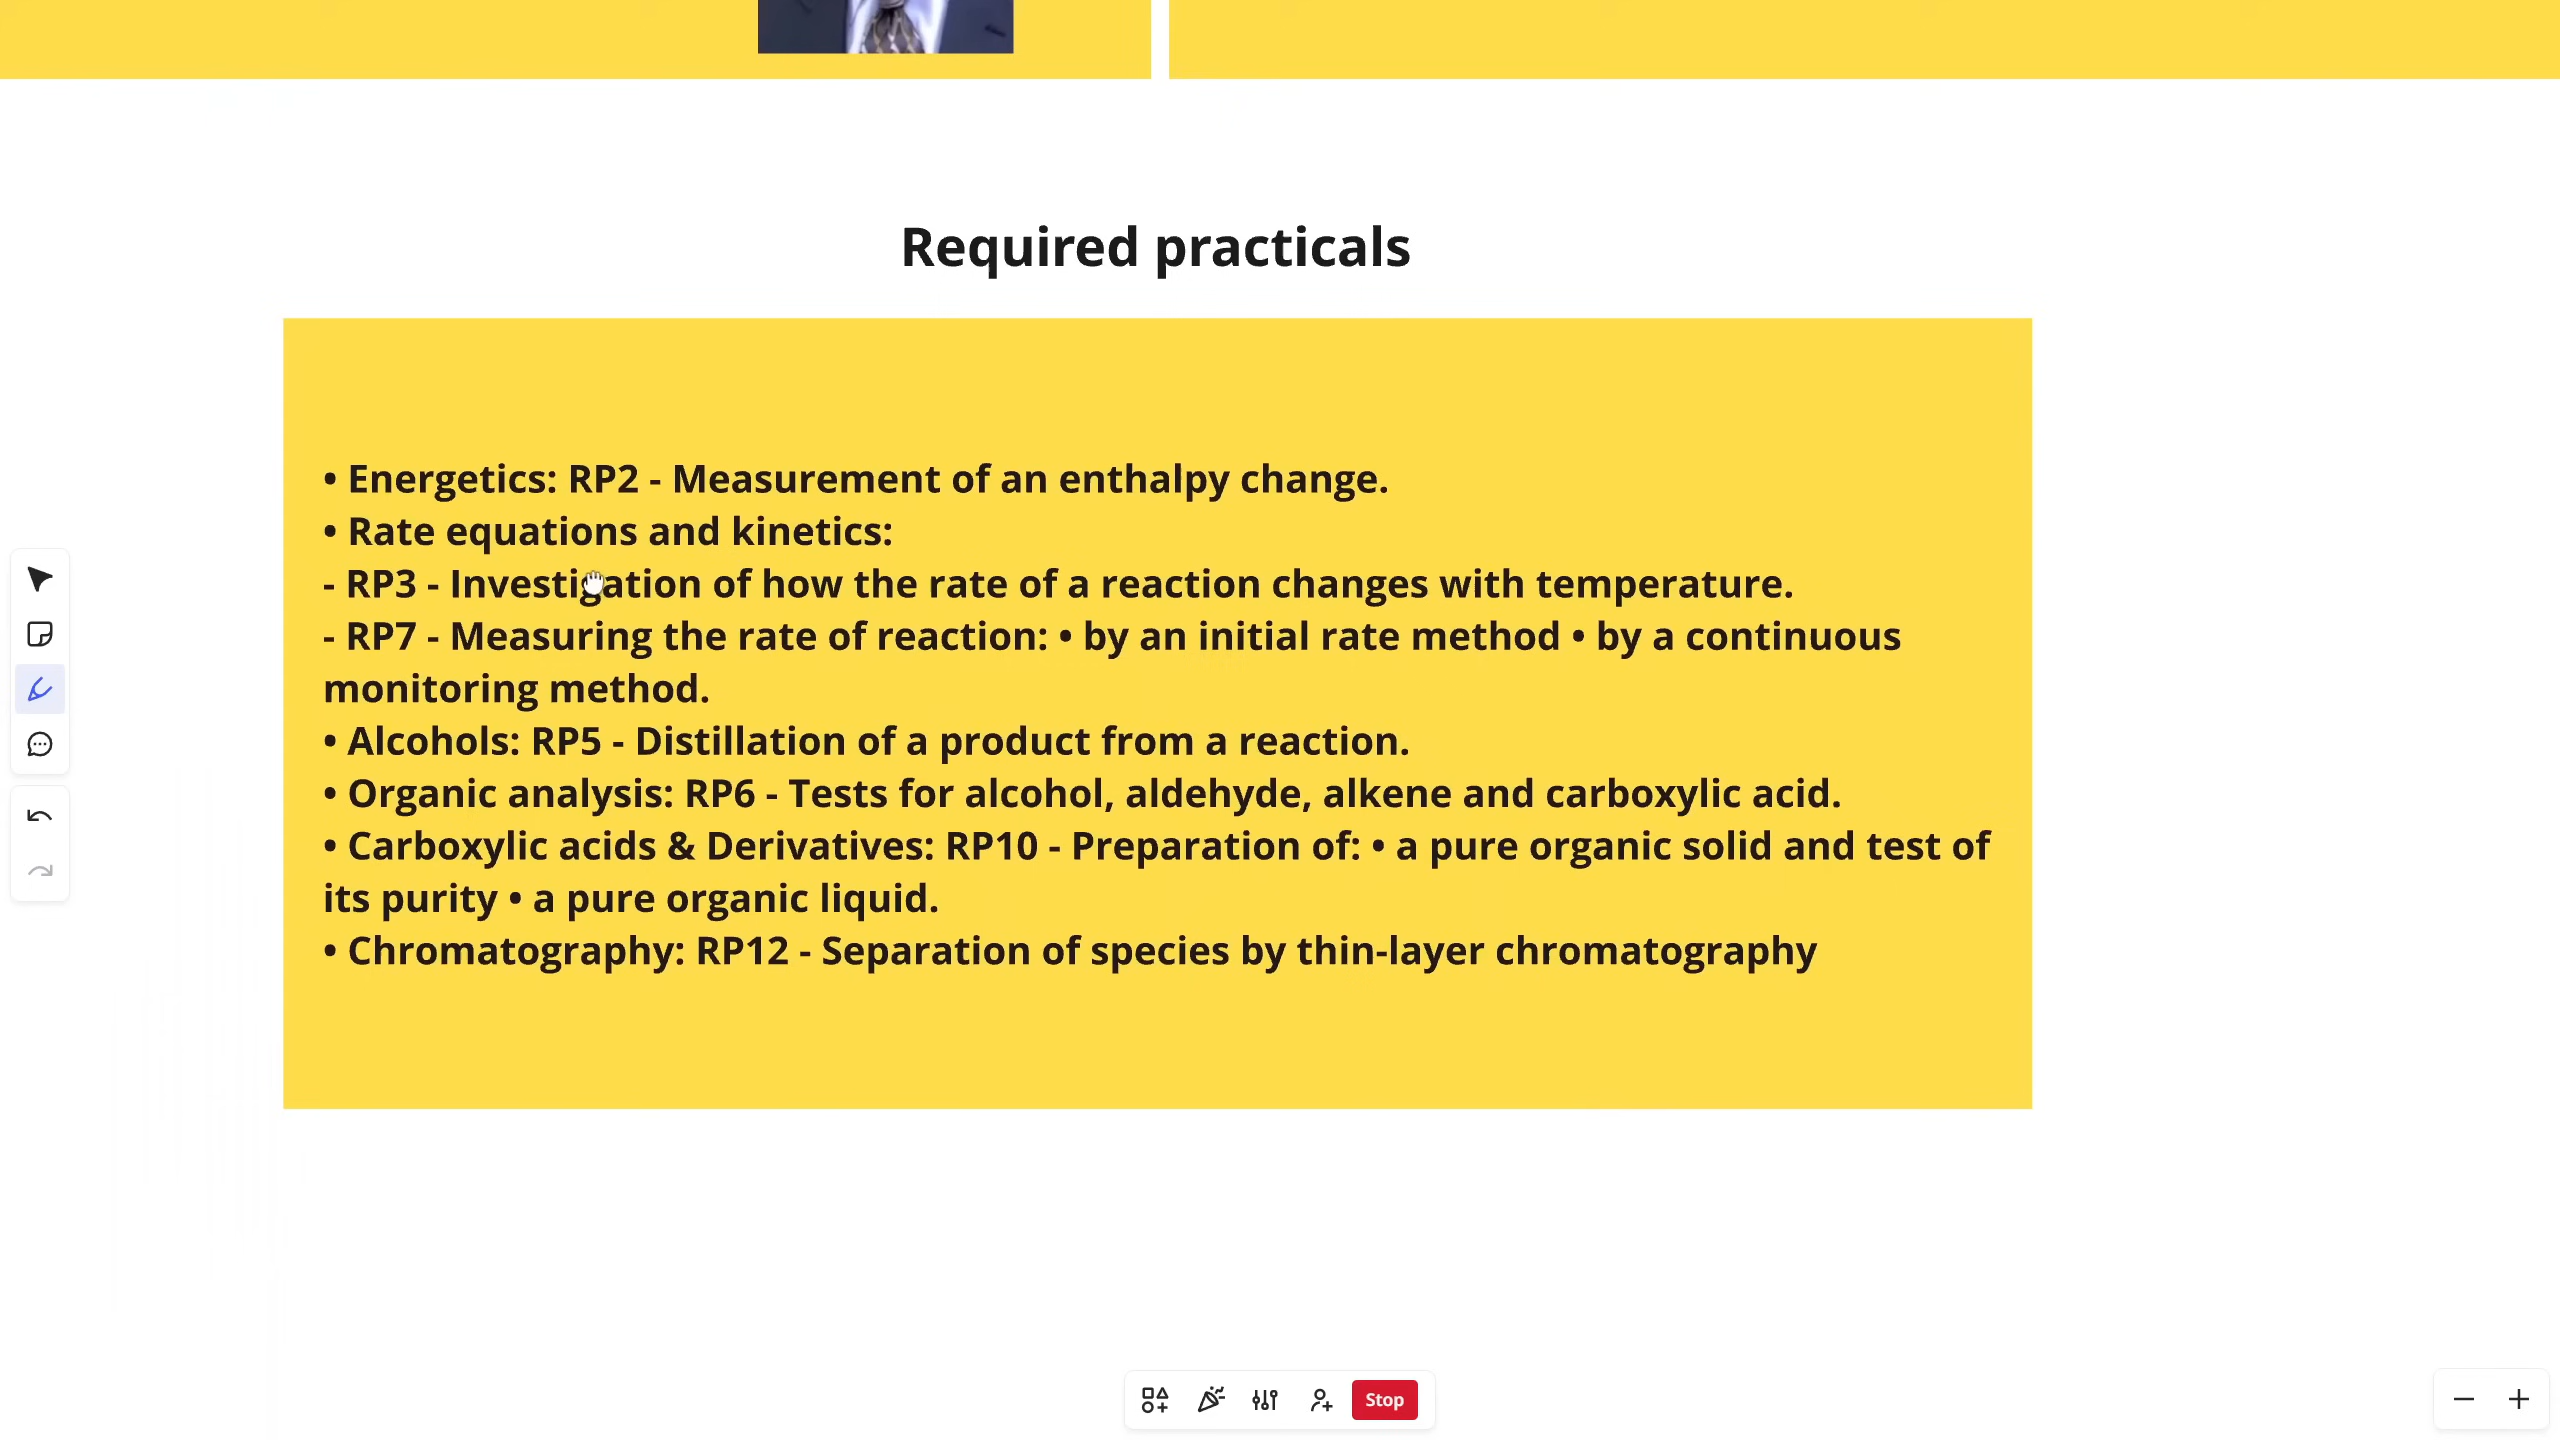 Required practicals
• Energetics: RP2 - Measurement of an enthalpy change.
• Rate equations and kinetics:
- RP3 - Investigation of how the rate of a reaction changes with temperature.
- RP7 - Measuring the rate of reaction: • by an initial rate method • by a continuous
monitoring method.
• Alcohols: RP5 - Distillation of a product from a reaction.
• Organic analysis: RP6 - Tests for alcohol, aldehyde, alkene and carboxylic acid.
• Carboxylic acids & Derivatives: RP10 - Preparation of: • a pure organic solid and test of
its purity • a pure organic liquid.
• Chromatography: RP12 - Separation of species by thin-layer chromatography
Stop